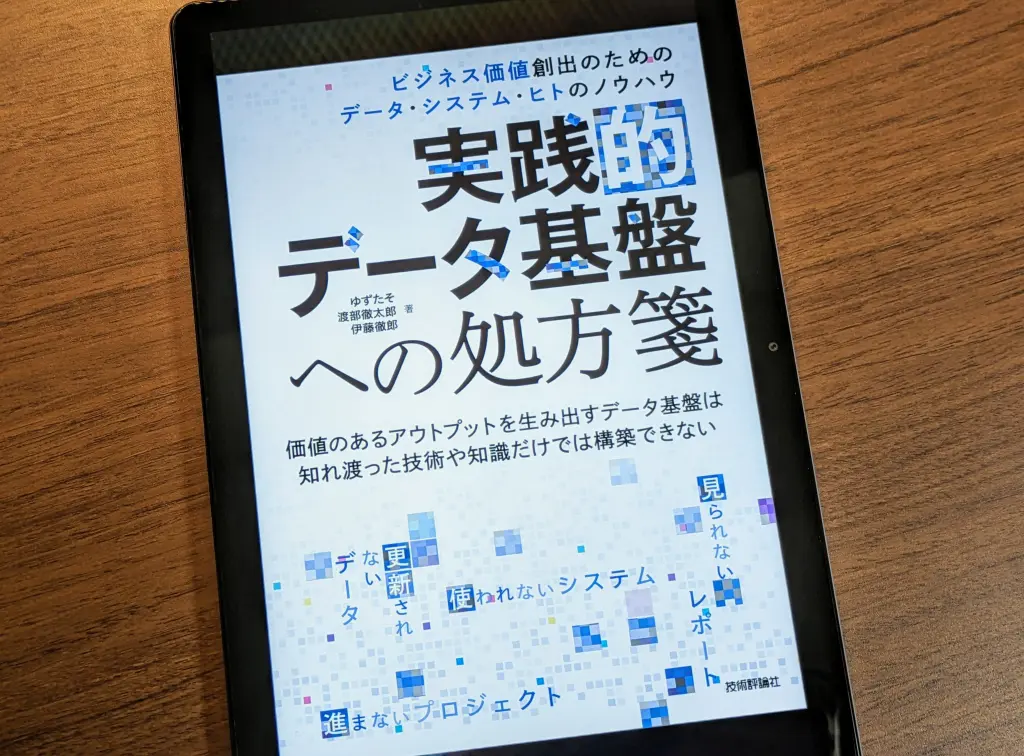 ビジネス価値創出のための
データ・システム・ヒトのノウハウ
実践的
データ基盤
への処方箋
ゆずたそ
渡部徹太郎 著
伊藤徹郎
価値のあるアウトプットを生み出すデータ基盤は
知れ渡った技術や知識だけでは構築できない
見られない
レポート
更新され
ない
データ
使われないシステム
進まないプロジェクト
技術評論社